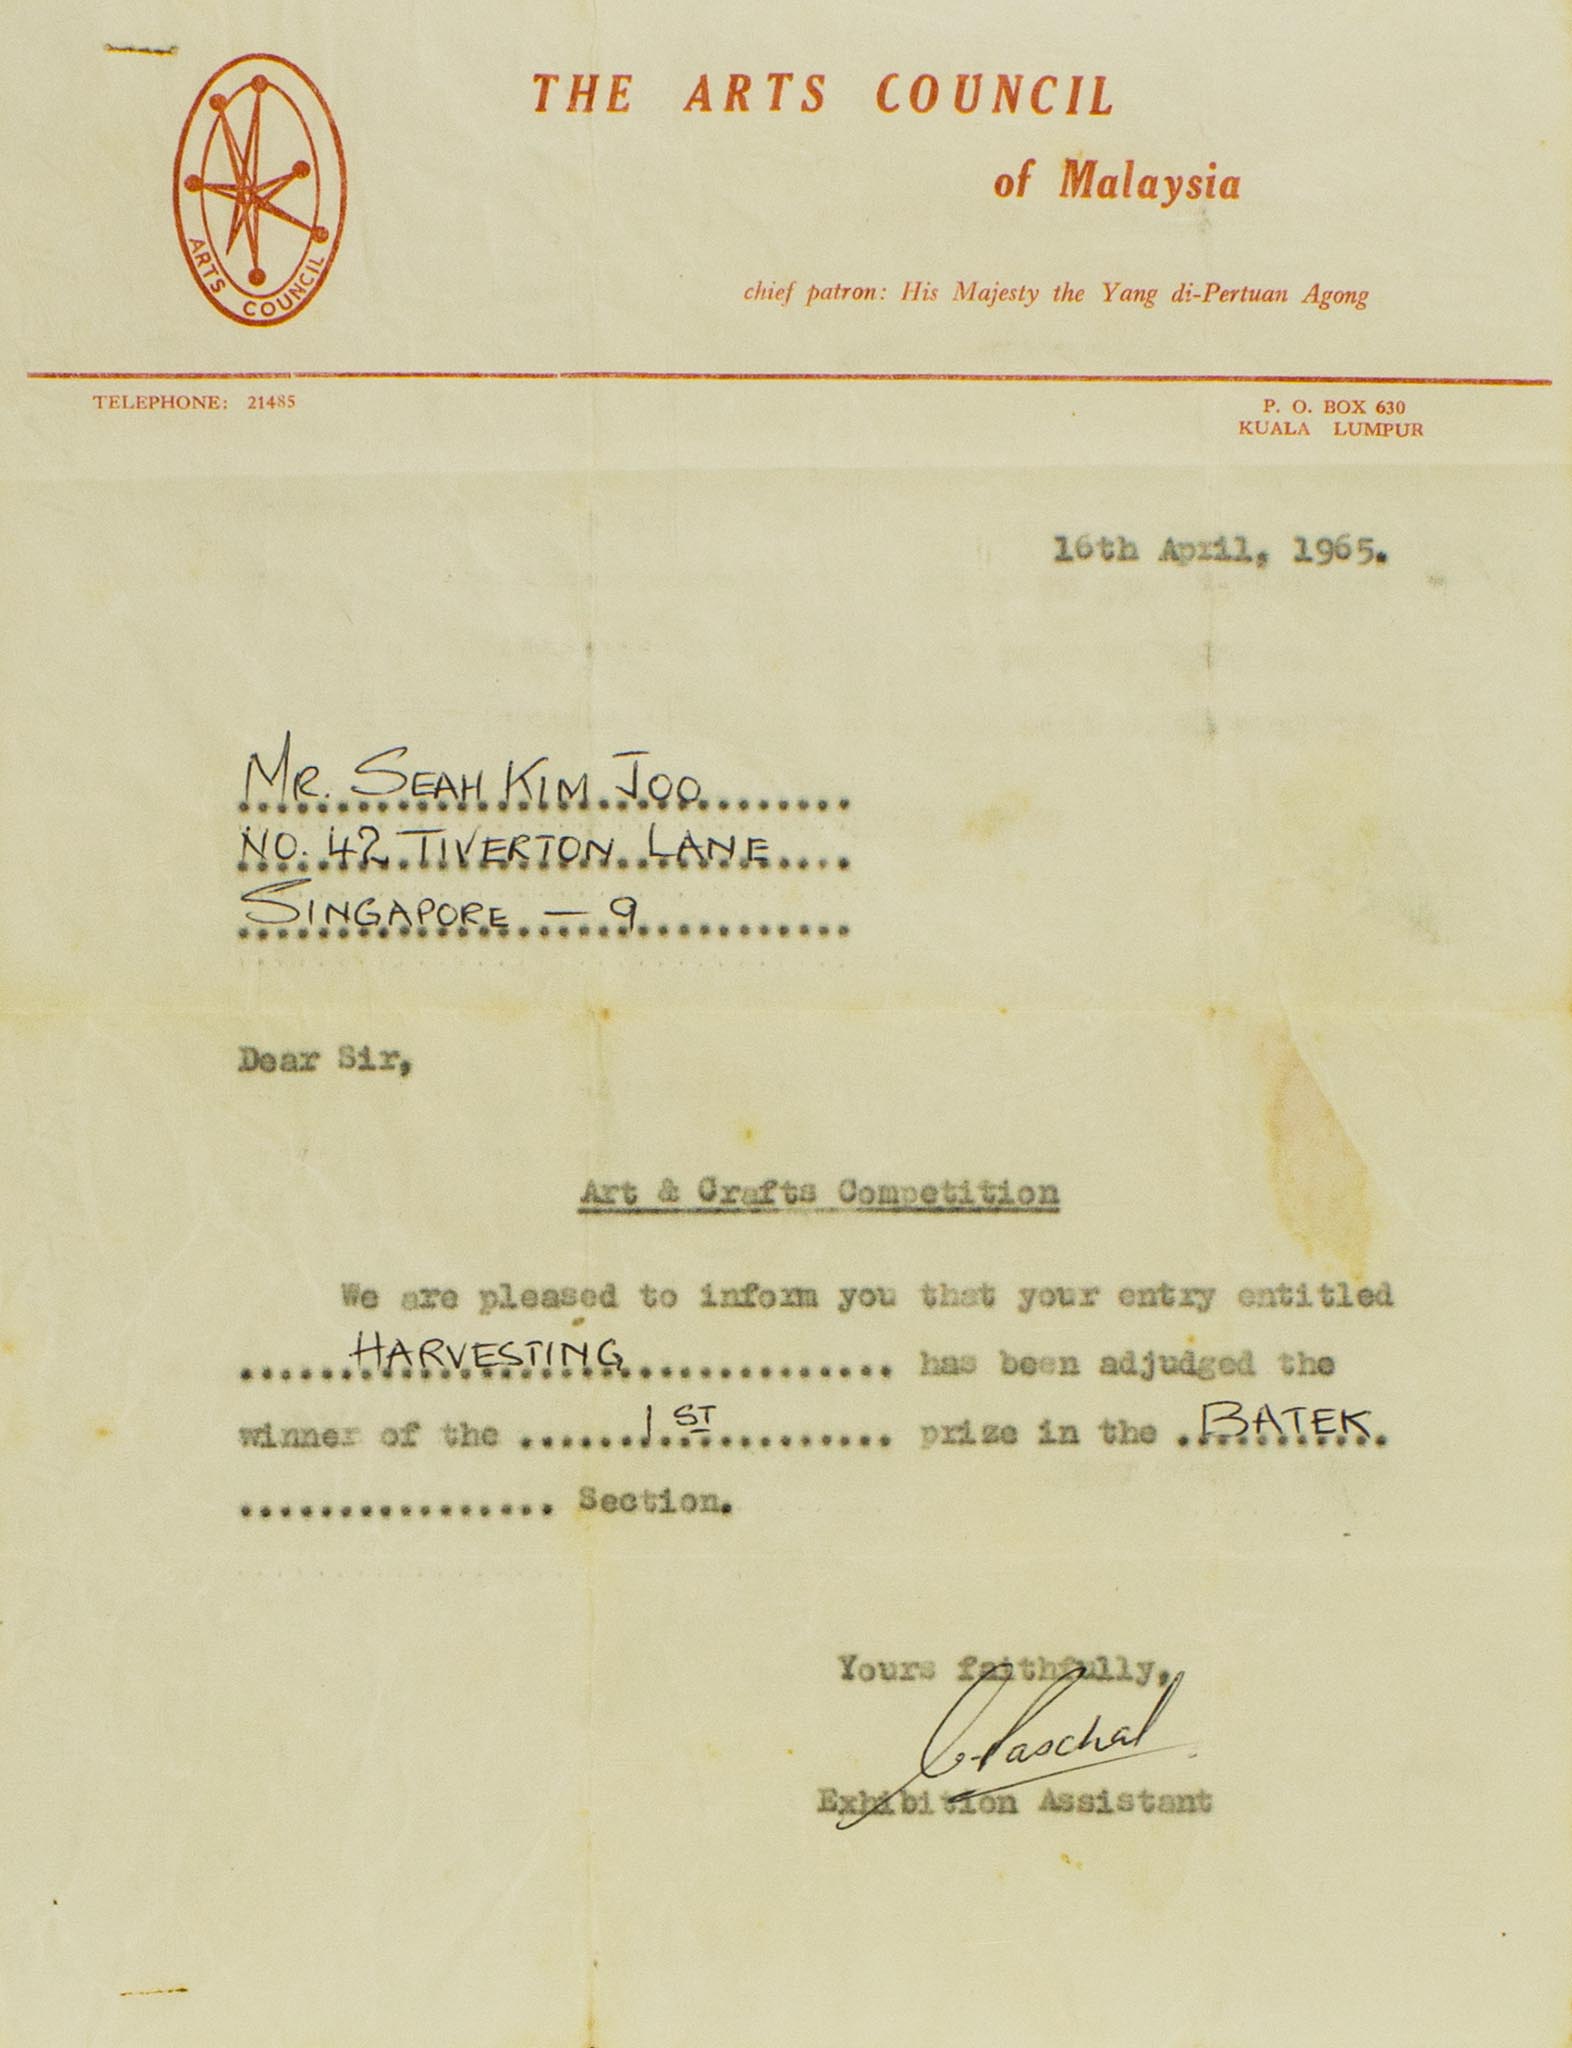 THE ARTS COUNCIL
of Malaysia
chief patron: His Majesty the Yang di-Pertuan Agong
ARTS COUNCIL
TELEPHONE: 21485
P. O. BOX 630
KUALA LUMPUR
16th April, 1965.
MR. SEAH KIM JOO
NO. 42 TIVERTON LANE
SINGAPORE — 9
Dear Sir,
Art & Crafts Competition
We are pleased to inform you that your entry entitled
HARVESTING has been adjudged the
winner of the 1ST prize in the BATEK
Section.
Yours faithfully,
Paschal
Exhibition Assistant